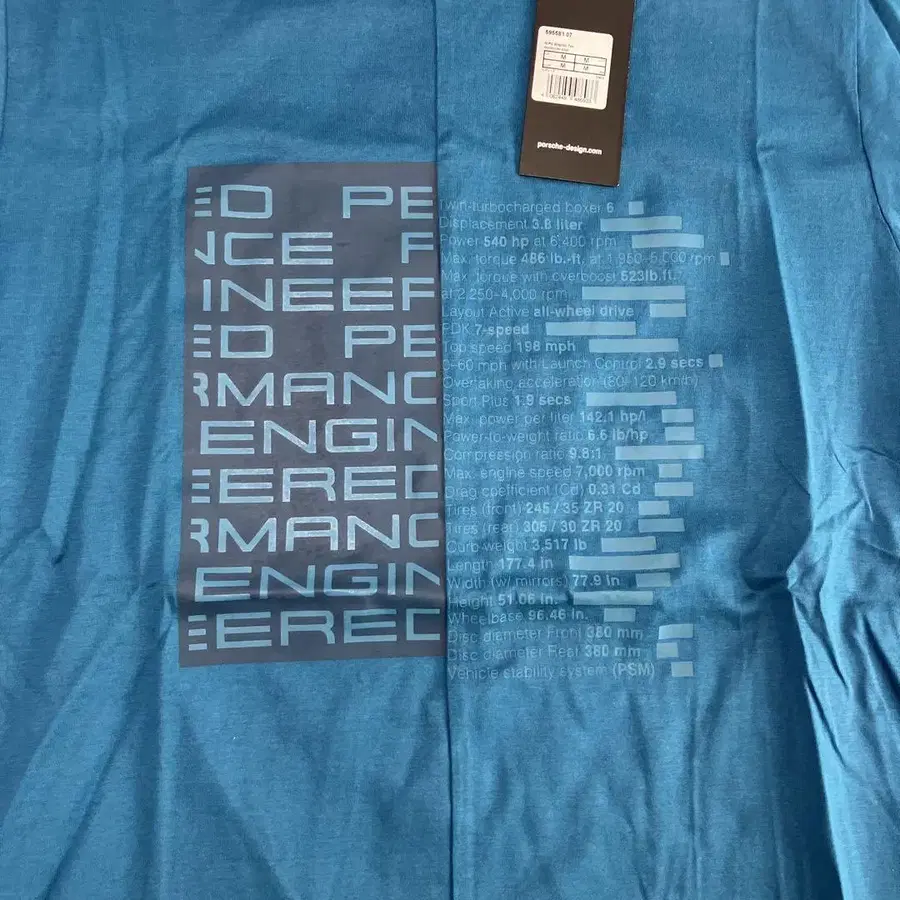 595581 07
M M
M M
porsche-design.com
ED PE
NCE F
INEER
ED PE
RMANC
ENGIN
EEREC
RMANC
ENGIN
EEREC
Twin-turbocharged boxer 6
Displacement 3.8 liter
Power 540 hp at 6,400 rpm
Max. torque 486 lb.-ft. at 1,950–5,000 rpm
Max. torque with overboost 523lb.ft.
at 2,250–4,000 rpm
Layout Active all-wheel drive
PDK 7-speed
Top speed 198 mph
0–60 mph with Launch Control 2.9 secs
Overtaking acceleration (80–120 km/h)
Sport Plus 1.9 secs
Max. power per liter 142.1 hp/l
Power-to-weight ratio 6.6 lb/hp
Compression ratio 9.8:1
Max. engine speed 7,000 rpm
Drag coefficient (Cd) 0.31 Cd
Tires (front) 245 / 35 ZR 20
Tires (rear) 305 / 30 ZR 20
Curb weight 3,517 lb
Length 177.4 in
Width (w/ mirrors) 77.9 in.
Height 51.06 in.
Wheelbase 96.46 in.
Disc diameter Front 380 mm
Disc diameter Rear 380 mm
Vehicle stability system (PSM)